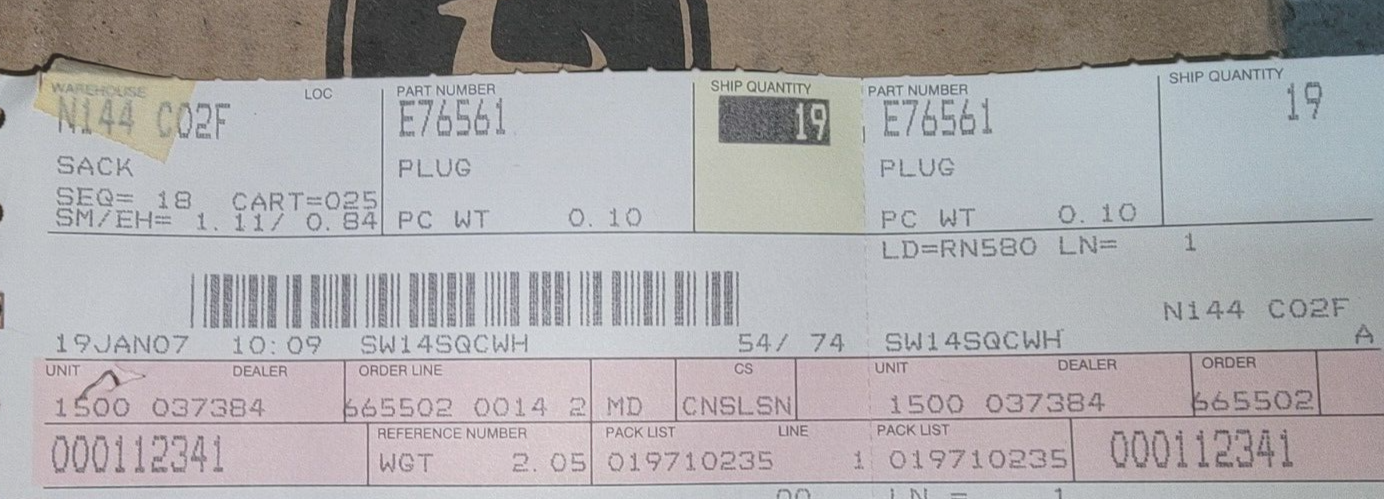 WAREHOUSE LOC PART NUMBER SHIP QUANTITY PART NUMBER SHIP QUANTITY
N144 C02F E76561 19 E76561 19
SACK PLUG PLUG
SEQ= 18 CART=025
SM/EH= 1.11/ 0.84 PC WT 0.10 PC WT 0.10
LD=RN580 LN= 1
N144 C02F
19JAN07 10:09 SW14SQCWH 54/ 74 SW14SQCWH A
UNIT DEALER ORDER LINE CS UNIT DEALER ORDER
1500 037384 665502 0014 2 MD CNSLSN 1500 037384 665502
REFERENCE NUMBER PACK LIST LINE PACK LIST
000112341 WGT 2.05 019710235 1 019710235 000112341